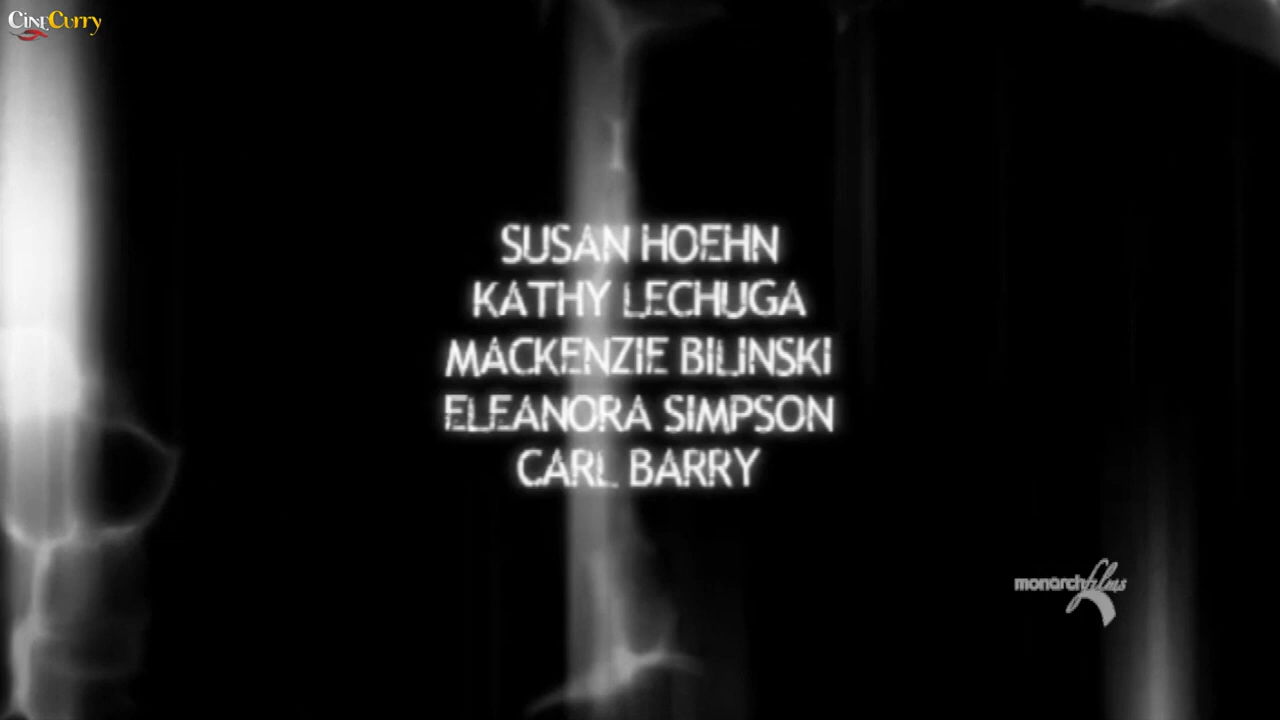 CineCurry
SUSAN HOEHN
KATHY LECHUGA
MACKENZIE BILINSKI
ELEANORA SIMPSON
CARL BARRY
monarchfilms